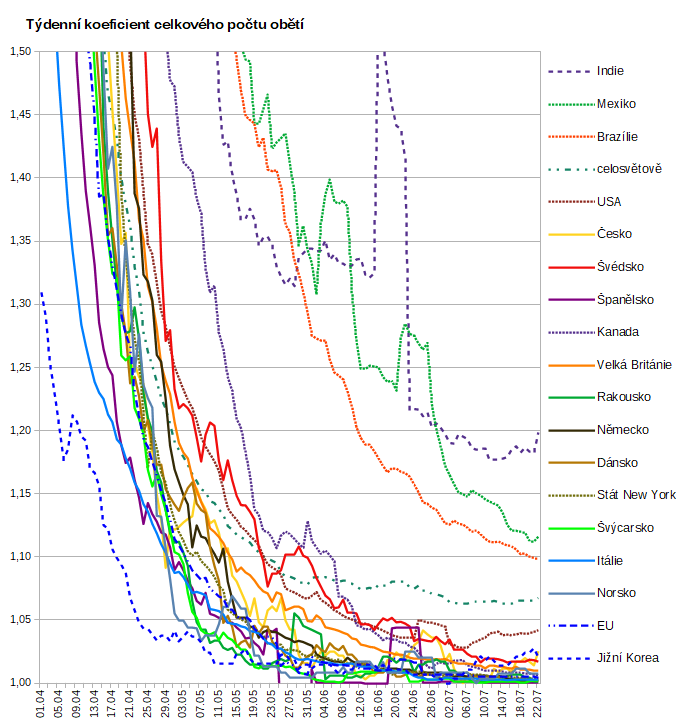 Týdenní koeficient celkového počtu obětí
1,50
1,45
1,40
1,35
1,30
1,25
1,20
1,15
1,10
1,05
1,00
01.04
05.04
09.04
13.04
17.04
21.04
25.04
29.04
03.05
07.05
11.05
15.05
19.05
23.05
27.05
31.05
04.06
08.06
12.06
16.06
20.06
24.06
28.06
02.07
06.07
10.07
14.07
18.07
22.07
Indie
Mexiko
Brazílie
celosvětově
USA
Česko
Švédsko
Španělsko
Kanada
Velká Británie
Rakousko
Německo
Dánsko
Stát New York
Švýcarsko
Itálie
Norsko
EU
Jižní Korea